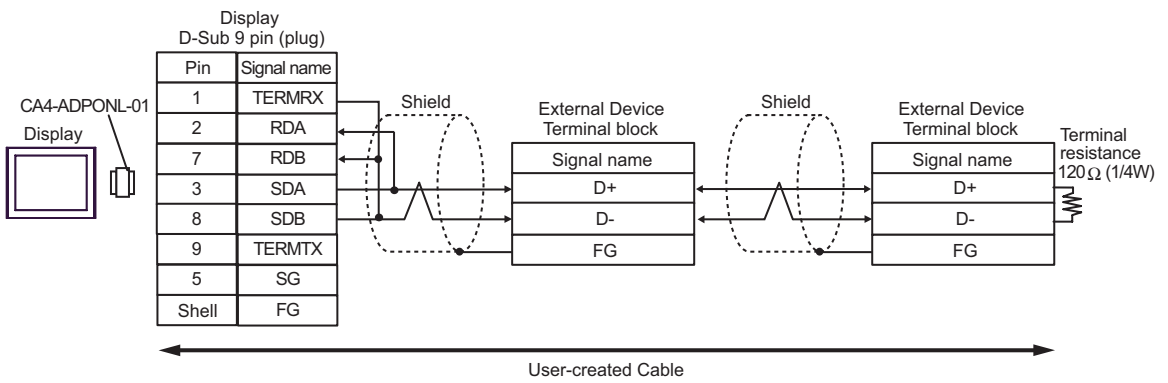 Display
D-Sub 9 pin (plug)
Pin Signal name
1 TERMRX
2 RDA
7 RDB
3 SDA
8 SDB
9 TERMTX
5 SG
Shell FG
CA4-ADPONL-01
Display
Shield
External Device
Terminal block
Signal name
D+
D-
FG
Shield
External Device
Terminal block
Signal name
D+
D-
FG
Terminal
resistance
120Ω (1/4W)
User-created Cable